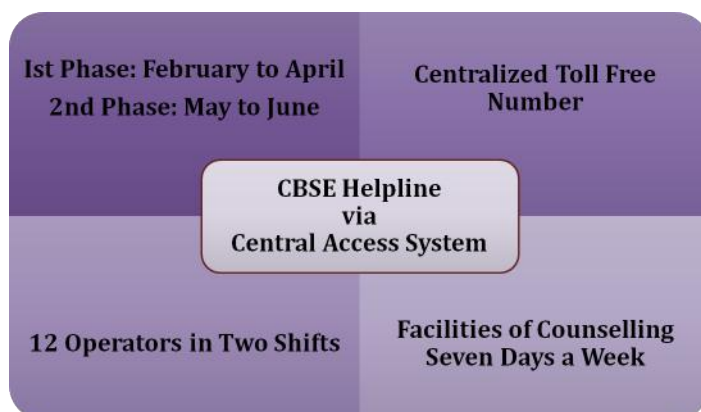 Ist Phase: February to April
2nd Phase: May to June
Centralized Toll Free
Number
CBSE Helpline
via
Central Access System
12 Operators in Two Shifts
Facilities of Counselling
Seven Days a Week